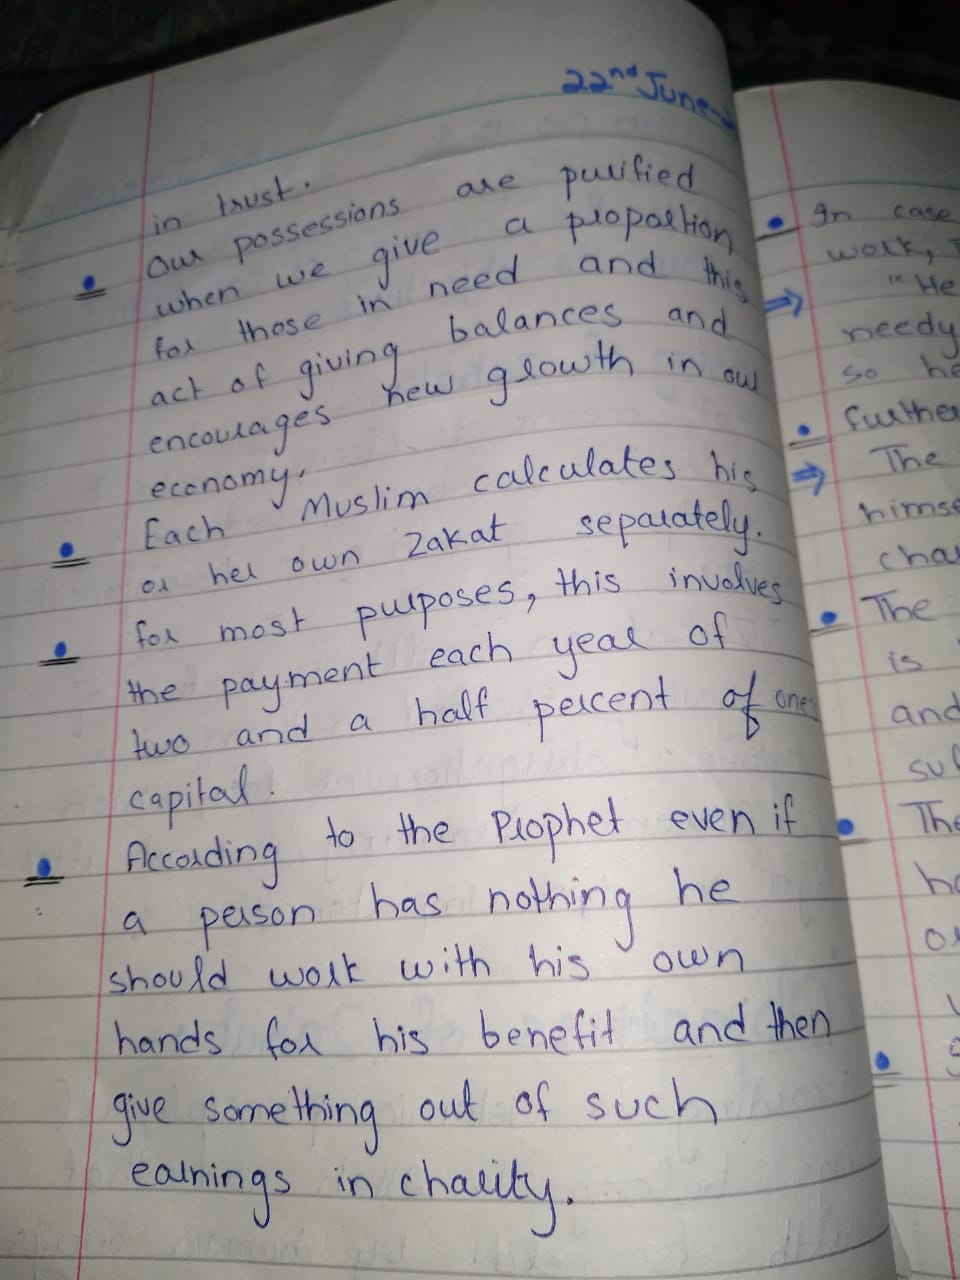 22nd June-
in trust.
Our possessions are purified
when we give a proportion
for those in need and this
act of giving balances and
encourages new growth in our
economy.
Each Muslim calculates his
or her own Zakat separately.
for most purposes, this involves
the payment each year of
two and a half percent of ones
capital.
According to the Prophet even if
a person has nothing he
should work with his own
hands for his benefit and then
give something out of such
earnings in charity.
In case
work,
"He
needy
so he
further
The
himse
cha
The
is
and
su
The
ha